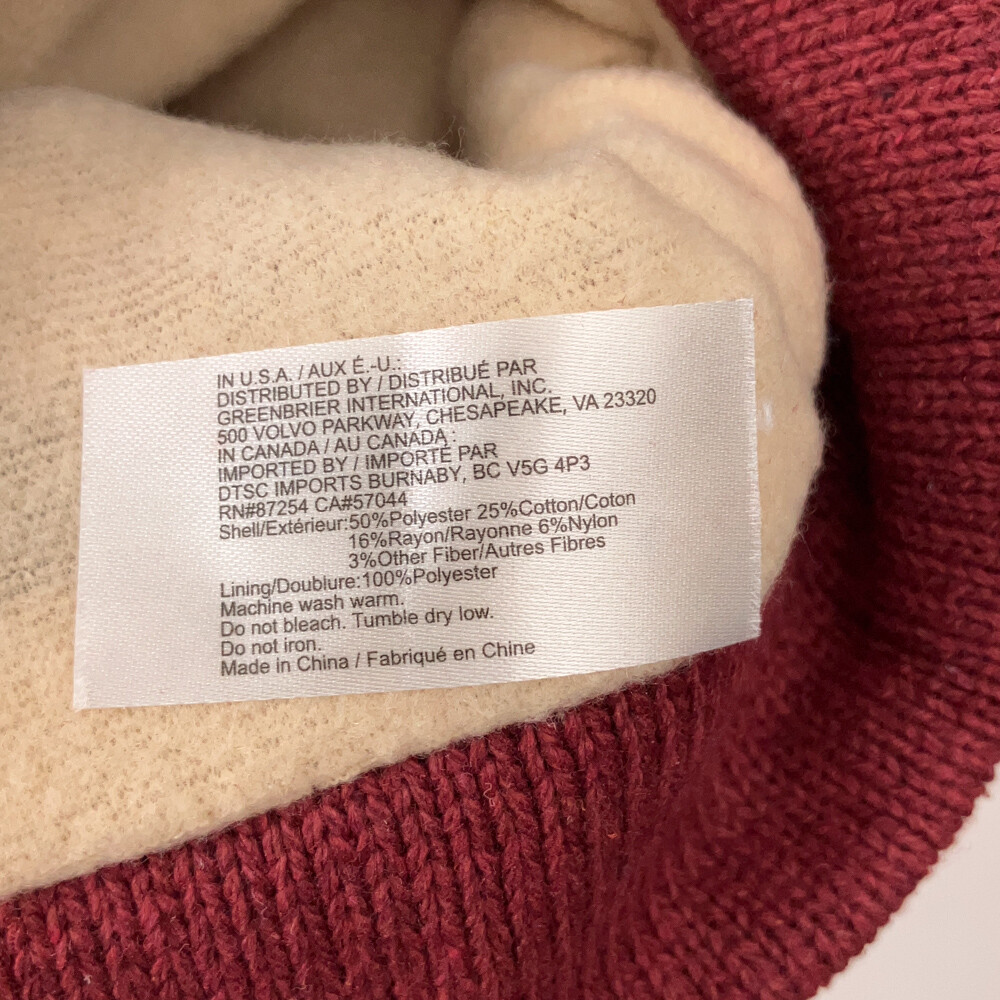 IN U.S.A. / AUX É.-U.:
DISTRIBUTED BY / DISTRIBUÉ PAR
GREENBRIER INTERNATIONAL, INC.
500 VOLVO PARKWAY, CHESAPEAKE, VA 23320
IN CANADA / AU CANADA :
IMPORTED BY / IMPORTÉ PAR
DTSC IMPORTS BURNABY, BC V5G 4P3
RN#87254 CA#57044
Shell/Extérieur:50%Polyester 25%Cotton/Coton
16%Rayon/Rayonne 6%Nylon
3%Other Fiber/Autres Fibres
Lining/Doublure:100%Polyester
Machine wash warm.
Do not bleach. Tumble dry low.
Do not iron.
Made in China / Fabriqué en Chine